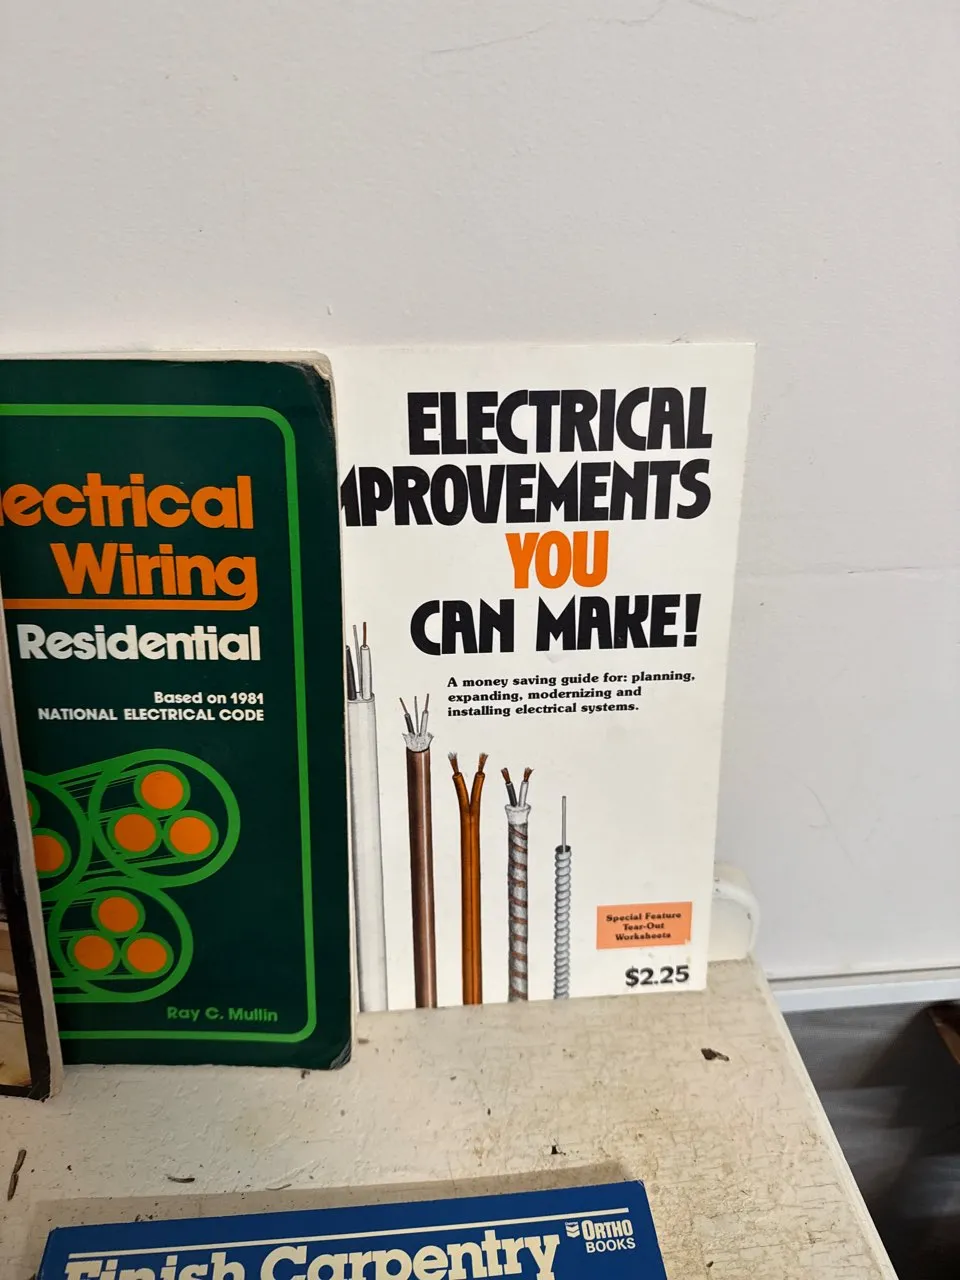 lectrical
Wiring
Residential
Based on 1981
NATIONAL ELECTRICAL CODE
Ray C. Mullin
ELECTRICAL
MPROVEMENTS
YOU
CAN MAKE!
A money saving guide for: planning,
expanding, modernizing and
installing electrical systems.
Special Feature
Tear-Out
Worksheets
$2.25
ORTHO
BOOKS
Finish Carpentry